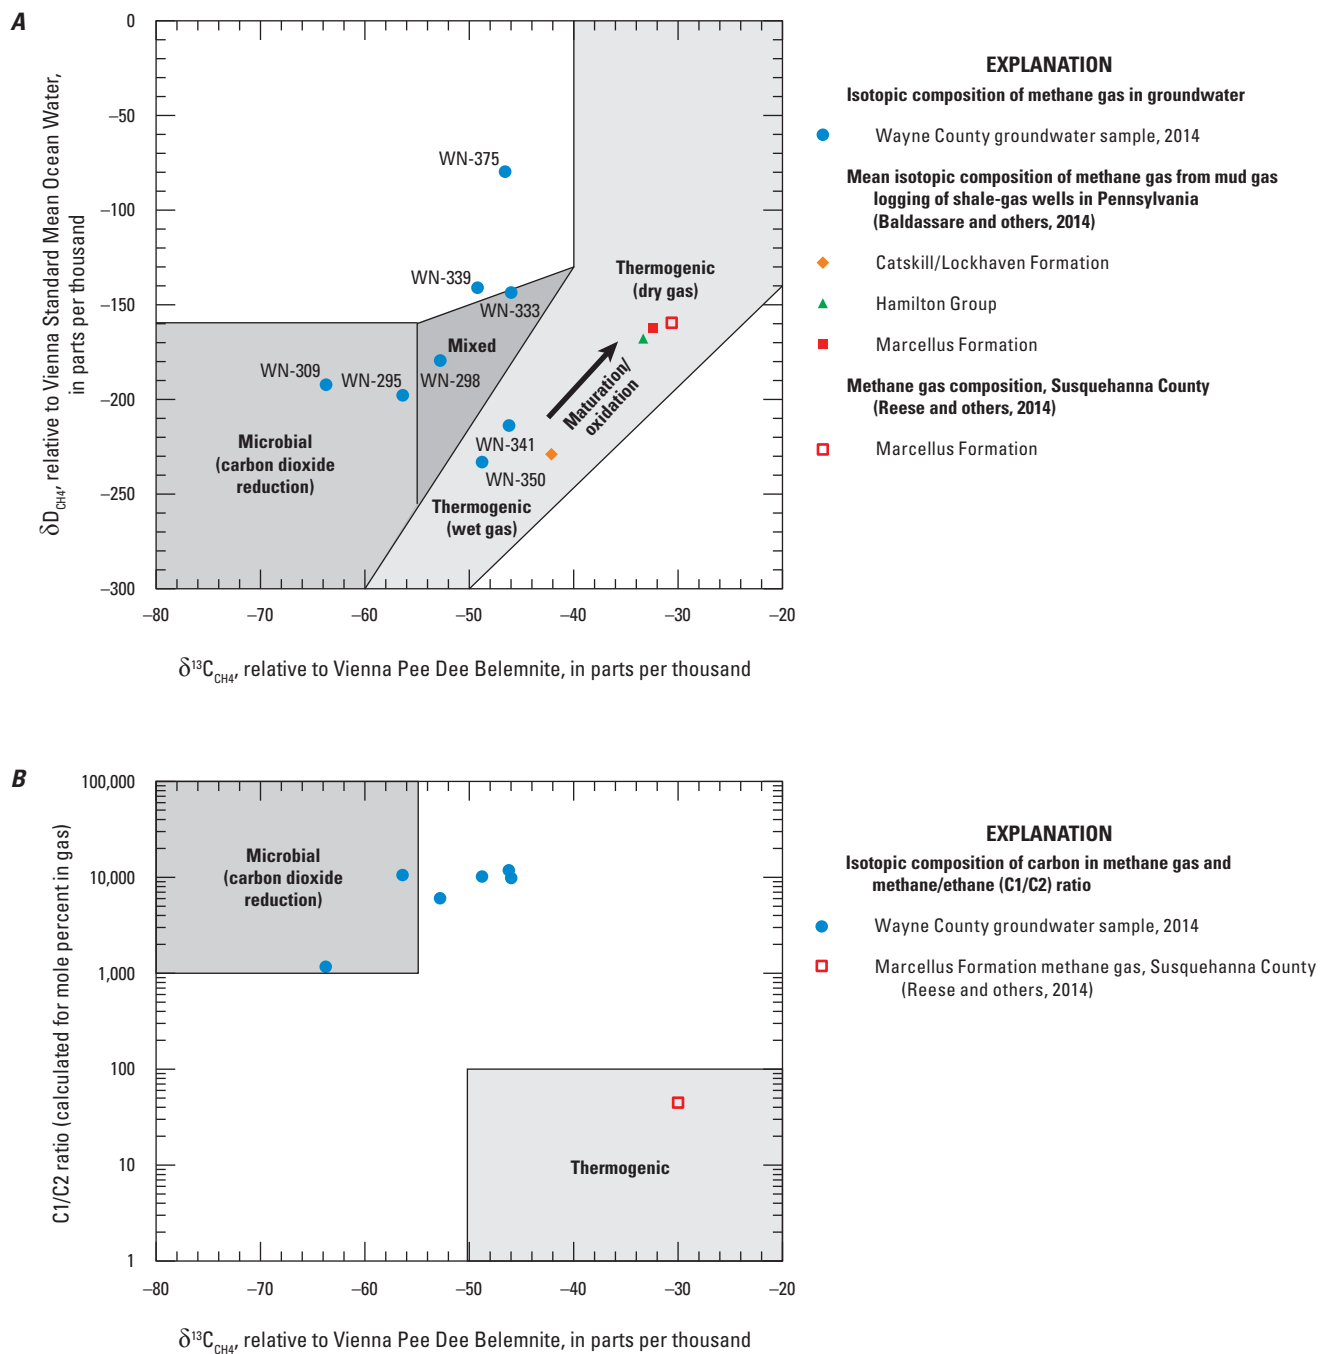 A
δD_CH4, relative to Vienna Standard Mean Ocean Water,
in parts per thousand
0
–50
–100
–150
–200
–250
–300
–80
–70
–60
–50
–40
–30
–20
WN-375
WN-339
WN-333
WN-309
WN-295
WN-298
WN-341
WN-350
Mixed
Microbial
(carbon dioxide
reduction)
Thermogenic
(dry gas)
Maturation/
oxidation
Thermogenic
(wet gas)
δ¹³C_CH4, relative to Vienna Pee Dee Belemnite, in parts per thousand
EXPLANATION
Isotopic composition of methane gas in groundwater
Wayne County groundwater sample, 2014
Mean isotopic composition of methane gas from mud gas
logging of shale-gas wells in Pennsylvania
(Baldassare and others, 2014)
Catskill/Lockhaven Formation
Hamilton Group
Marcellus Formation
Methane gas composition, Susquehanna County
(Reese and others, 2014)
Marcellus Formation
B
C1/C2 ratio (calculated for mole percent in gas)
100,000
10,000
1,000
100
10
1
–80
–70
–60
–50
–40
–30
–20
Microbial
(carbon dioxide
reduction)
Thermogenic
δ¹³C_CH4, relative to Vienna Pee Dee Belemnite, in parts per thousand
EXPLANATION
Isotopic composition of carbon in methane gas and
methane/ethane (C1/C2) ratio
Wayne County groundwater sample, 2014
Marcellus Formation methane gas, Susquehanna County
(Reese and others, 2014)